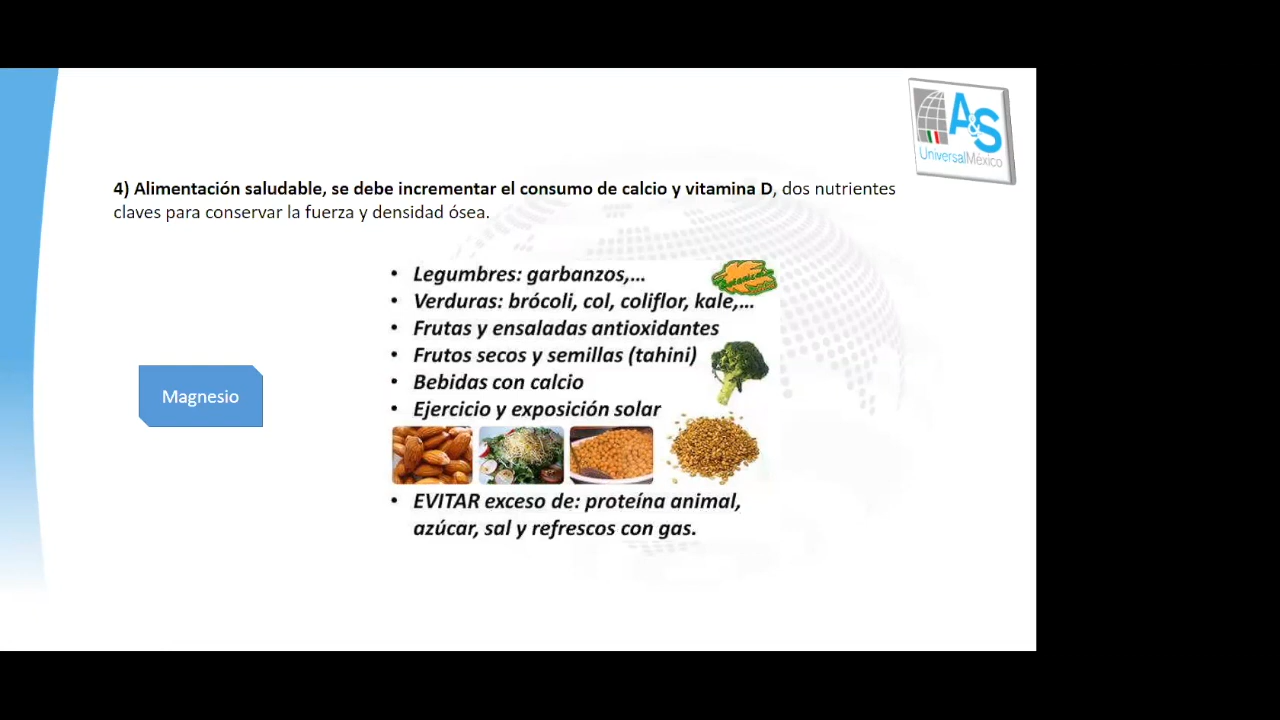 A&S
UniversalMéxico
4) Alimentación saludable, se debe incrementar el consumo de calcio y vitamina D, dos nutrientes
claves para conservar la fuerza y densidad ósea.
• Legumbres: garbanzos,...
• Verduras: brócoli, col, coliflor, kale,...
• Frutas y ensaladas antioxidantes
• Frutos secos y semillas (tahini)
• Bebidas con calcio
• Ejercicio y exposición solar
Magnesio
• EVITAR exceso de: proteína animal,
azúcar, sal y refrescos con gas.